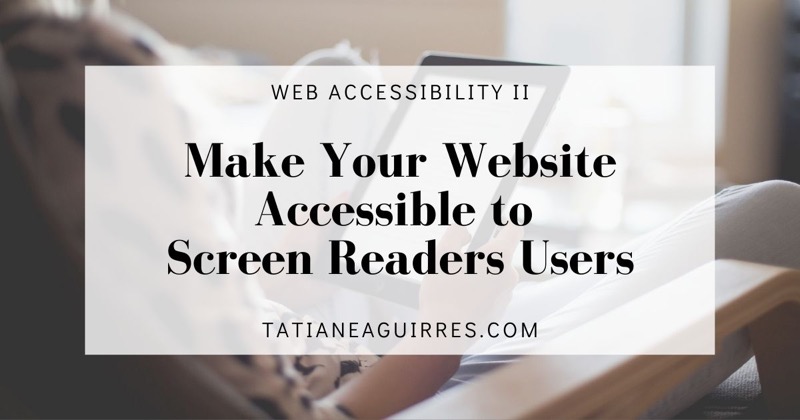 WEB ACCESSIBILITY II
Make Your Website
Accessible to
Screen Readers Users
TATIANEAGUIRRES.COM